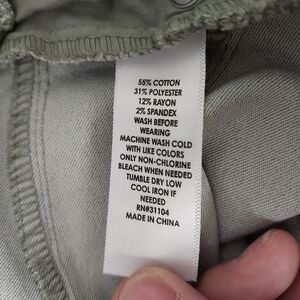 55% COTTON
31% POLYESTER
12% RAYON
2% SPANDEX
WASH BEFORE
WEARING
MACHINE WASH COLD
WITH LIKE COLORS
ONLY NON-CHLORINE
BLEACH WHEN NEEDED
TUMBLE DRY LOW
COOL IRON IF
NEEDED
RN#31104
MADE IN CHINA